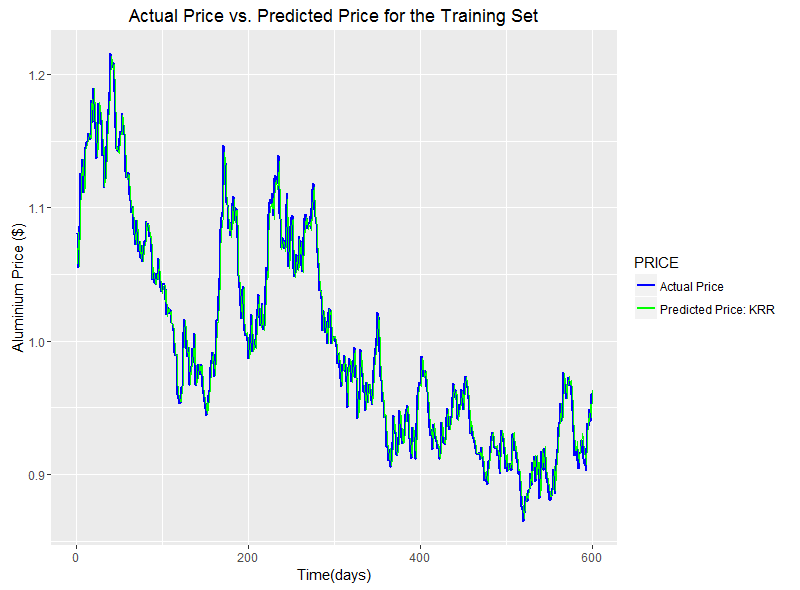 Actual Price vs. Predicted Price for the Training Set
1.2
1.1
1.0
0.9
Aluminium Price ($)
0
200
400
600
Time(days)
PRICE
Actual Price
Predicted Price: KRR